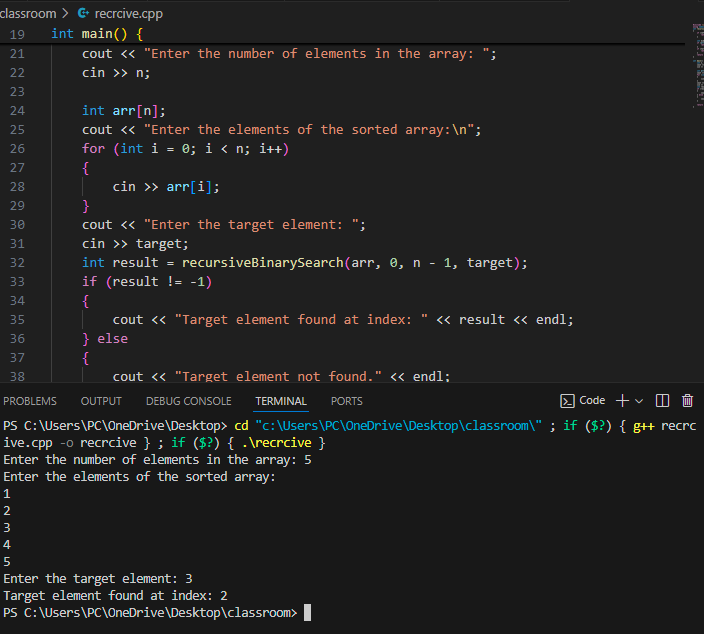 classroom > recrcive.cpp
19 int main() {
21 cout << "Enter the number of elements in the array: ";
22 cin >> n;
23
24 int arr[n];
25 cout << "Enter the elements of the sorted array:\n";
26 for (int i = 0; i < n; i++)
27 {
28 cin >> arr[i];
29 }
30 cout << "Enter the target element: ";
31 cin >> target;
32 int result = recursiveBinarySearch(arr, 0, n - 1, target);
33 if (result != -1)
34 {
35 cout << "Target element found at index: " << result << endl;
36 } else
37 {
38 cout << "Target element not found." << endl;
PROBLEMS OUTPUT DEBUG CONSOLE TERMINAL PORTS Code
PS C:\Users\PC\OneDrive\Desktop> cd "c:\Users\PC\OneDrive\Desktop\classroom\" ; if ($?) { g++ recrc
ive.cpp -o recrcive } ; if ($?) { .\recrcive }
Enter the number of elements in the array: 5
Enter the elements of the sorted array:
1
2
3
4
5
Enter the target element: 3
Target element found at index: 2
PS C:\Users\PC\OneDrive\Desktop\classroom>